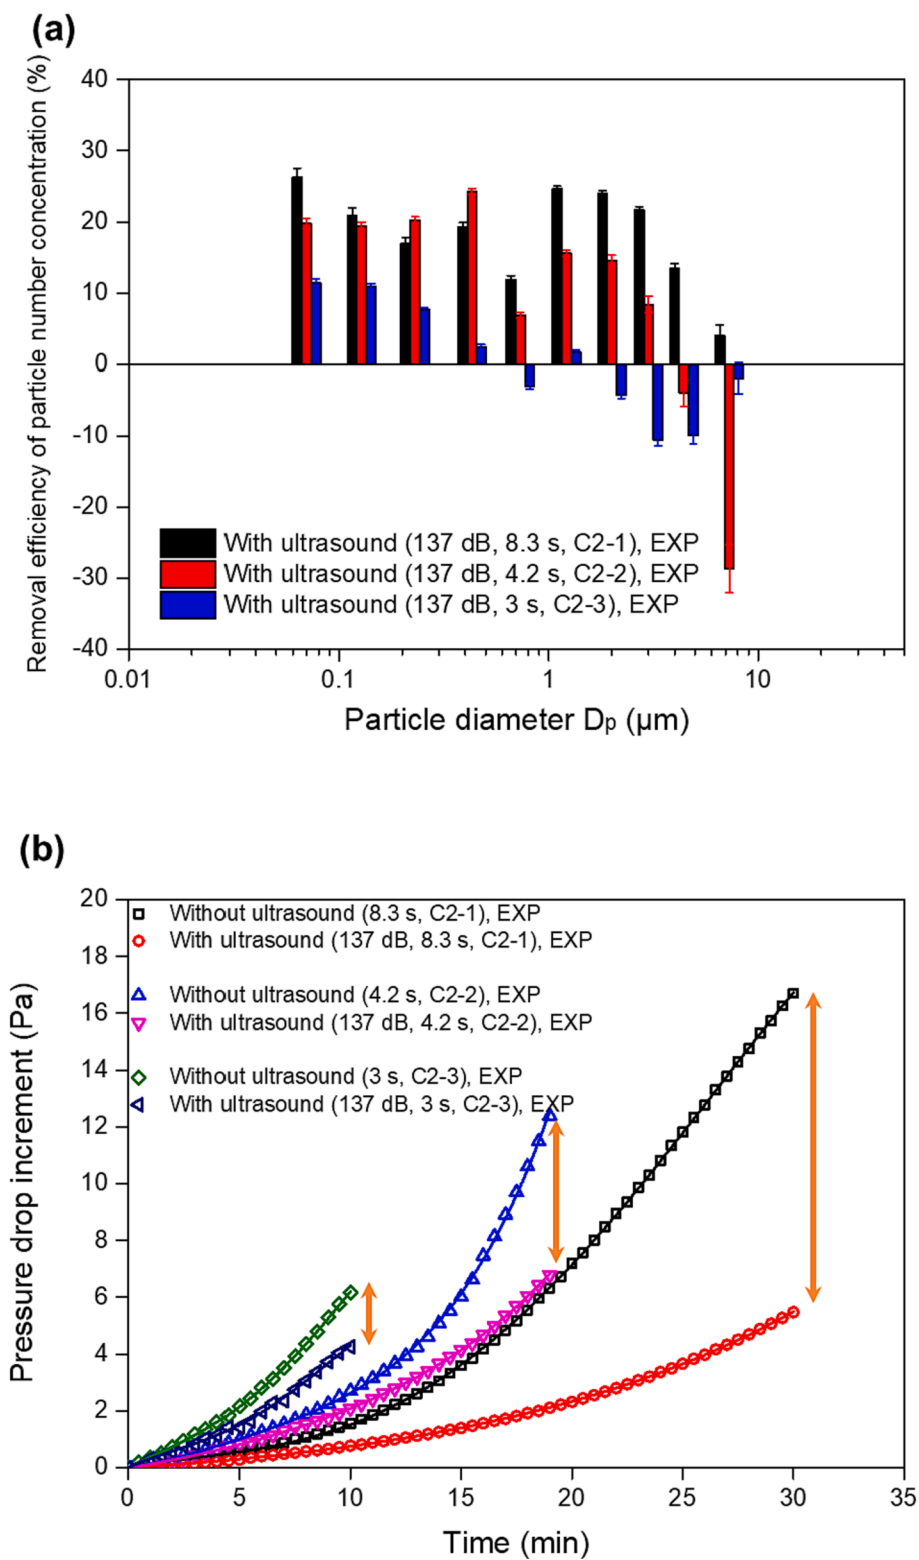 (a)
Removal efficiency of particle number concentration (%)
40
30
20
10
0
-10
-20
-30
-40
With ultrasound (137 dB, 8.3 s, C2-1), EXP
With ultrasound (137 dB, 4.2 s, C2-2), EXP
With ultrasound (137 dB, 3 s, C2-3), EXP
0.01 0.1 1 10
Particle diameter Dp (μm)
(b)
Pressure drop increment (Pa)
20
18
16
14
12
10
8
6
4
2
0
Without ultrasound (8.3 s, C2-1), EXP
With ultrasound (137 dB, 8.3 s, C2-1), EXP
Without ultrasound (4.2 s, C2-2), EXP
With ultrasound (137 dB, 4.2 s, C2-2), EXP
Without ultrasound (3 s, C2-3), EXP
With ultrasound (137 dB, 3 s, C2-3), EXP
0 5 10 15 20 25 30 35
Time (min)